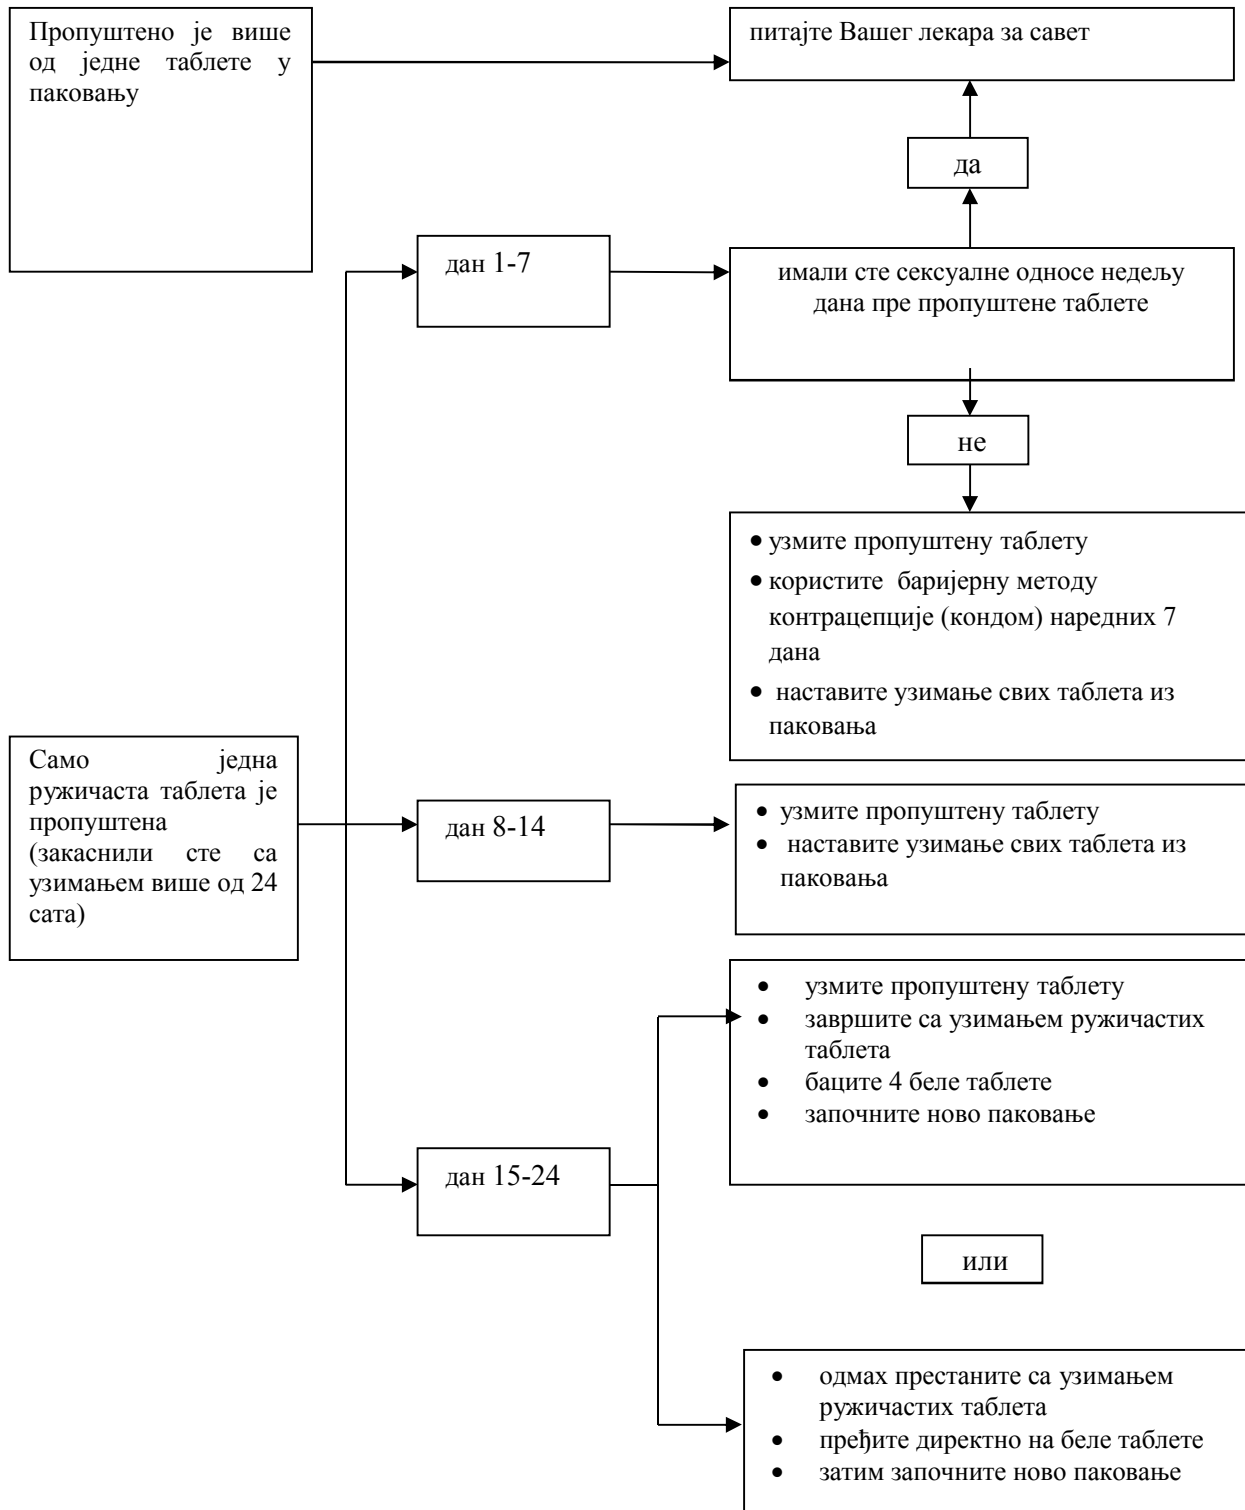 Пропуштено је више
од једне таблете у
паковању
питајте Вашег лекара за савет
да
дан 1-7
имали сте сексуалне односе недељу
дана пре пропуштене таблете
не
• узмите пропуштену таблету
• користите баријерну методу
контрацепције (кондом) наредних 7
дана
• наставите узимање свих таблета из
паковања
Само једна
ружичаста таблета је
пропуштена
(закаснили сте са
узимањем више од 24
сата)
дан 8-14
• узмите пропуштену таблету
• наставите узимање свих таблета из
паковања
• узмите пропуштену таблету
• завршите са узимањем ружичастих
таблета
• баците 4 беле таблете
• започните ново паковање
дан 15-24
или
• одмах престаните са узимањем
ружичастих таблета
• пређите директно на беле таблете
• затим започните ново паковање